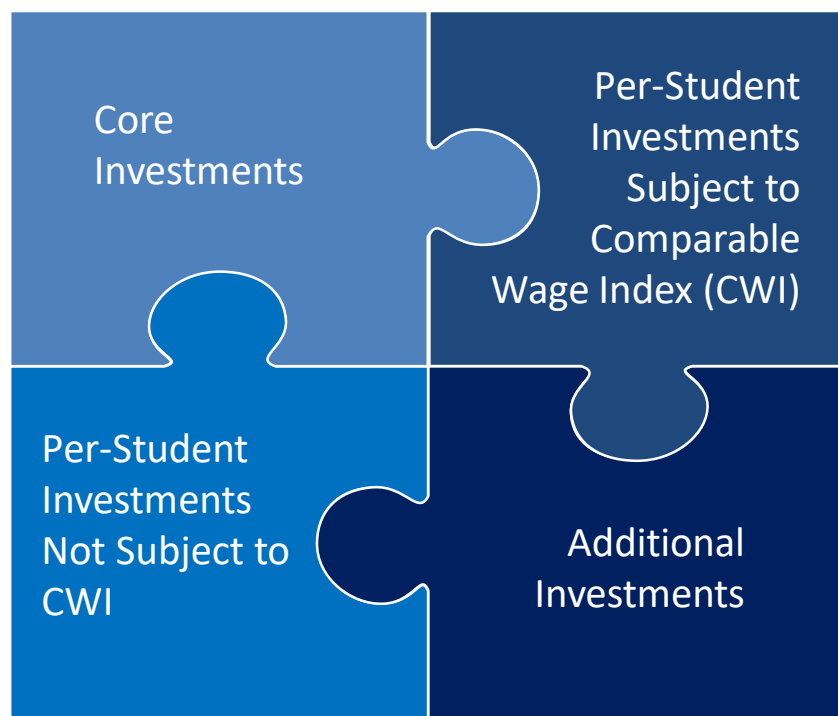 Core
Investments
Per-Student
Investments
Subject to
Comparable
Wage Index (CWI)
Per-Student
Investments
Not Subject to
CWI
Additional
Investments